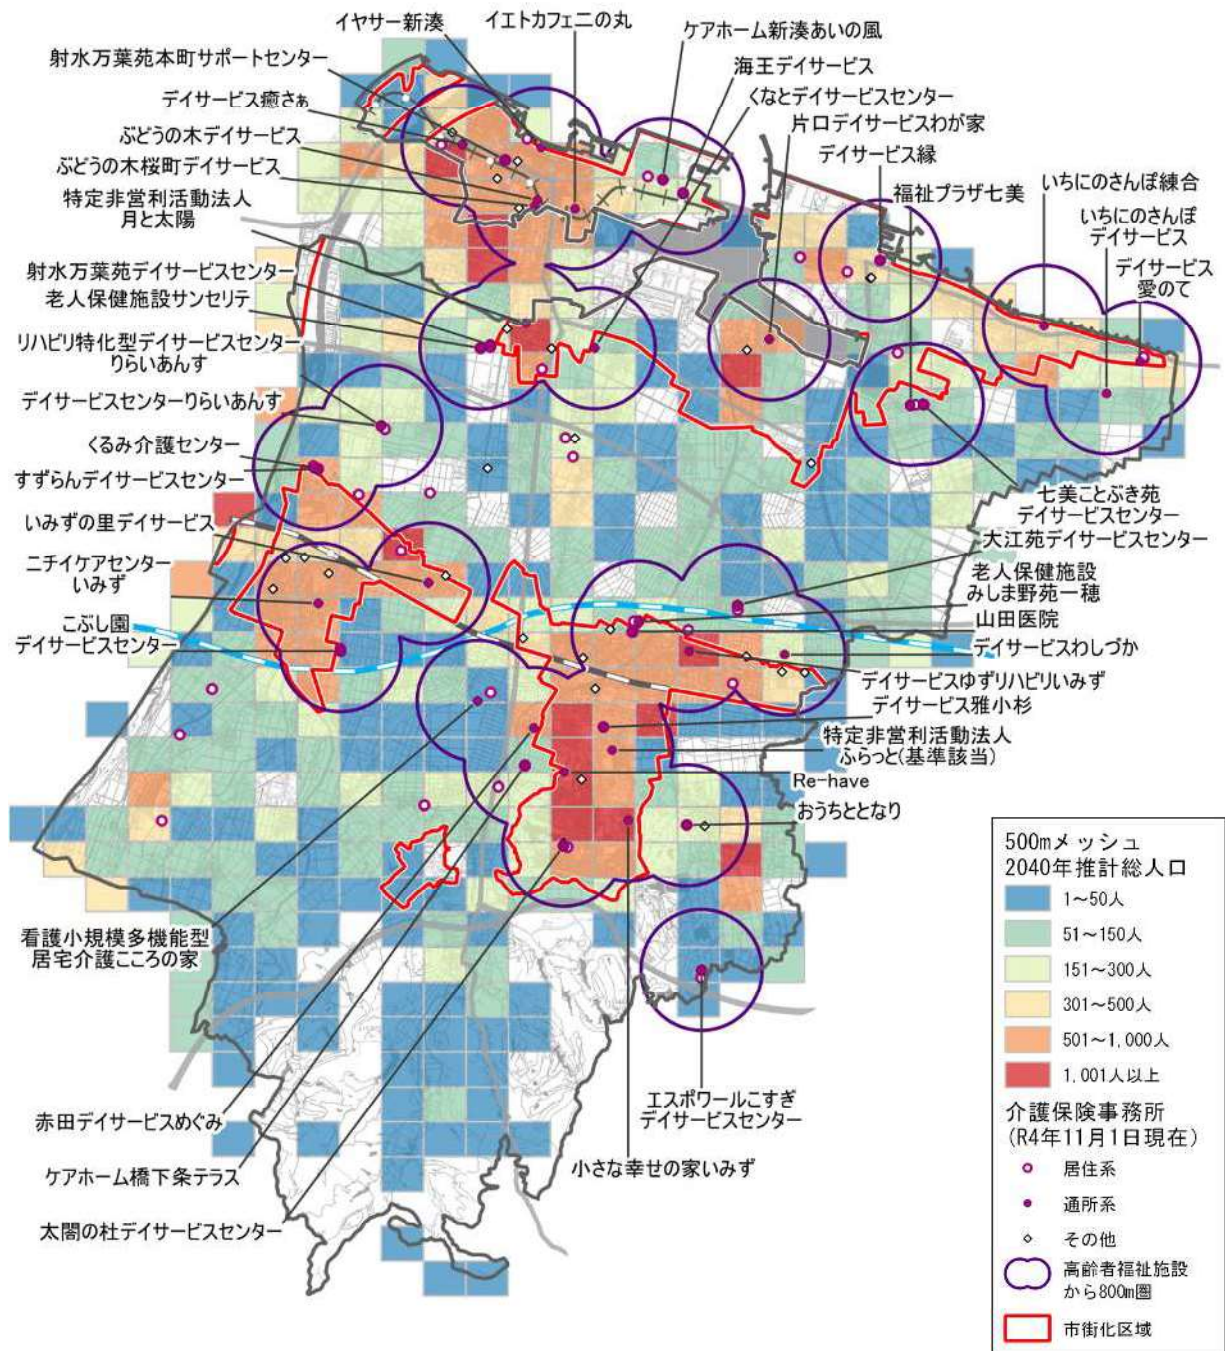 イヤサー新湊
イエトカフェ二の丸
射水万葉苑本町サポートセンター
ケアホーム新湊あいの風
海王デイサービス
デイサービス癒さぁ
くなとデイサービスセンター
ぶどうの木デイサービス
片口デイサービスわが家
ぶどうの木桜町デイサービス
デイサービス縁
特定非営利活動法人
月と太陽
福祉プラザ七美
いちにのさんぽ練合
いちにのさんぽ
デイサービス
デイサービス
愛のて
射水万葉苑デイサービスセンター
老人保健施設サンセリテ
リハビリ特化型デイサービスセンター
りらいあんす
デイサービスセンターりらいあんす
くるみ介護センター
すずらんデイサービスセンター
いみずの里デイサービス
ニチイケアセンター
いみず
こぶし園
デイサービスセンター
七美ことぶき苑
デイサービスセンター
大江苑デイサービスセンター
老人保健施設
みしま野苑一穂
山田医院
デイサービスわしづか
デイサービスゆずリハビリいみず
デイサービス雅小杉
特定非営利活動法人
ふらっと(基準該当)
Re-have
おうちととなり
看護小規模多機能型
居宅介護こころの家
赤田デイサービスめぐみ
ケアホーム橋下条テラス
太閤の杜デイサービスセンター
エスポワールこすぎ
デイサービスセンター
小さな幸せの家いみず
500mメッシュ
2040年推計総人口
1～50人
51～150人
151～300人
301～500人
501～1,000人
1,001人以上
介護保険事務所
(R4年11月1日現在)
居住系
通所系
その他
高齢者福祉施設
から800m圏
市街化区域